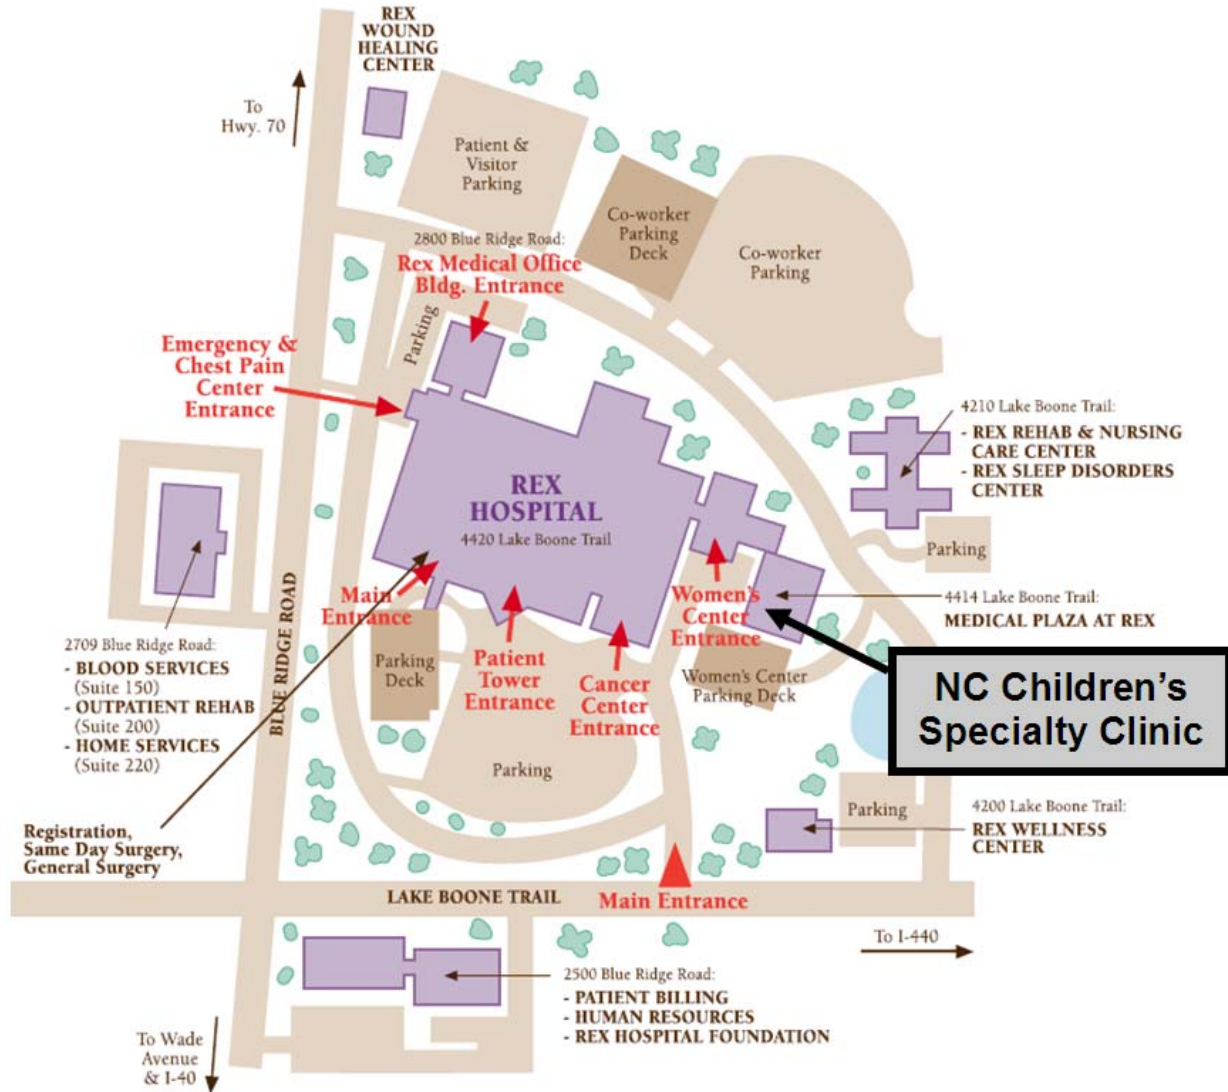 REX
WOUND
HEALING
CENTER
To
Hwy. 70
Patient &
Visitor
Parking
Co-worker
Parking
Deck
Co-worker
Parking
2800 Blue Ridge Road:
Rex Medical Office
Bldg. Entrance
Parking
Emergency &
Chest Pain
Center
Entrance
4210 Lake Boone Trail:
- REX REHAB & NURSING
CARE CENTER
- REX SLEEP DISORDERS
CENTER
Parking
REX
HOSPITAL
4420 Lake Boone Trail
Main
Entrance
Parking
Deck
Patient
Tower
Entrance
Cancer
Center
Entrance
Women's
Center
Entrance
Women's Center
Parking Deck
4414 Lake Boone Trail:
MEDICAL PLAZA AT REX
NC Children's
Specialty Clinic
2709 Blue Ridge Road:
- BLOOD SERVICES
(Suite 150)
- OUTPATIENT REHAB
(Suite 200)
- HOME SERVICES
(Suite 220)
BLUE RIDGE ROAD
Parking
Parking
4200 Lake Boone Trail:
REX WELLNESS
CENTER
Registration,
Same Day Surgery,
General Surgery
LAKE BOONE TRAIL
Main Entrance
To I-440
2500 Blue Ridge Road:
- PATIENT BILLING
- HUMAN RESOURCES
- REX HOSPITAL FOUNDATION
To Wade
Avenue
& I-40